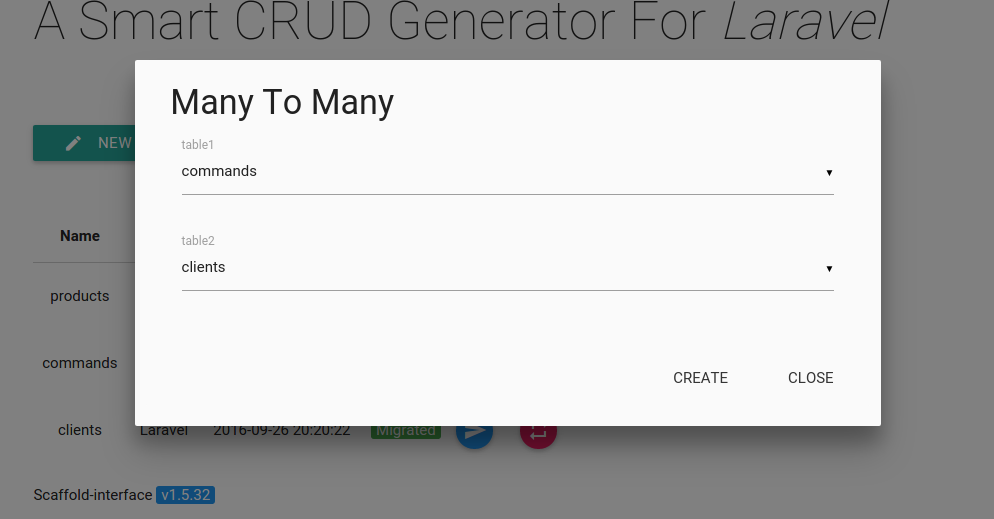 A Smart CRUD Generator For Laravel
NEW
Many To Many
table1
commands
table2
clients
CREATE
CLOSE
Name
products
commands
clients Laravel 2016-09-26 20:20:22 Migrated
Scaffold-interface v1.5.32